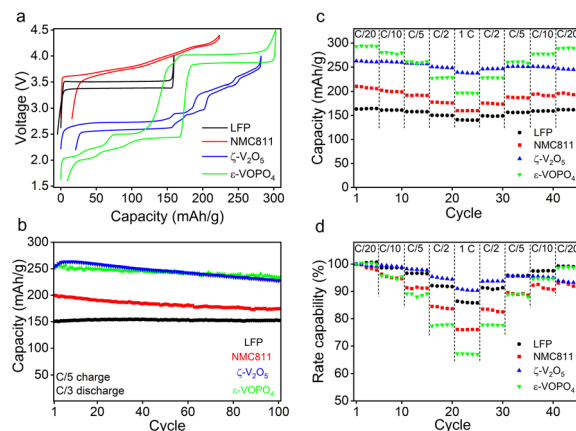 a
4.5
4.0
3.5
3.0
2.5
2.0
1.5
Voltage (V)
LFP
NMC811
ζ-V2O5
ε-VOPO4
0 50 100 150 200 250 300
Capacity (mAh/g)
b
300
250
200
150
100
50
0
Capacity (mAh/g)
C/5 charge
C/3 discharge
LFP
NMC811
ζ-V2O5
ε-VOPO4
1 20 40 60 80 100
Cycle
c
C/20 C/10 C/5 C/2 1 C C/2 C/5 C/10 C/20
300
250
200
150
100
50
0
Capacity (mAh/g)
LFP
NMC811
ζ-V2O5
ε-VOPO4
1 10 20 30 40
Cycle
d
C/20 C/10 C/5 C/2 1 C C/2 C/5 C/10 C/20
110
100
90
80
70
60
50
Rate capability (%)
LFP
NMC811
ζ-V2O5
ε-VOPO4
1 10 20 30 40
Cycle